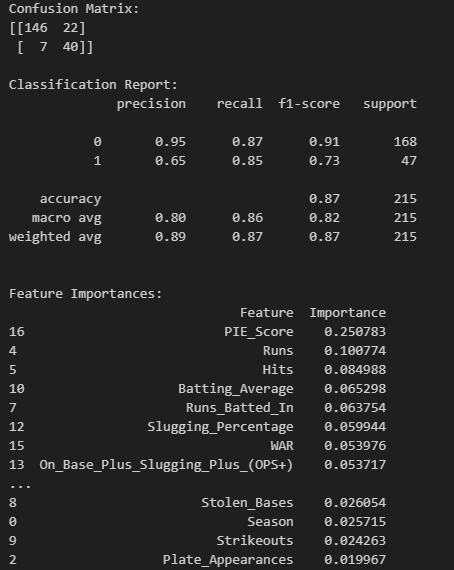 Confusion Matrix:
[[146  22]
 [  7  40]]
Classification Report:
              precision    recall  f1-score   support
           0       0.95      0.87      0.91       168
           1       0.65      0.85      0.73        47
    accuracy                           0.87       215
   macro avg       0.80      0.86      0.82       215
weighted avg       0.89      0.87      0.87       215
Feature Importances:
                             Feature  Importance
16                         PIE_Score    0.250783
4                               Runs    0.100774
5                               Hits    0.084988
10                   Batting_Average    0.065298
7                     Runs_Batted_In    0.063754
12               Slugging_Percentage    0.059944
15                               WAR    0.053976
13  On_Base_Plus_Slugging_Plus_(OPS+)    0.053717
...
8                       Stolen_Bases    0.026054
0                             Season    0.025715
9                         Strikeouts    0.024263
2                  Plate_Appearances    0.019967